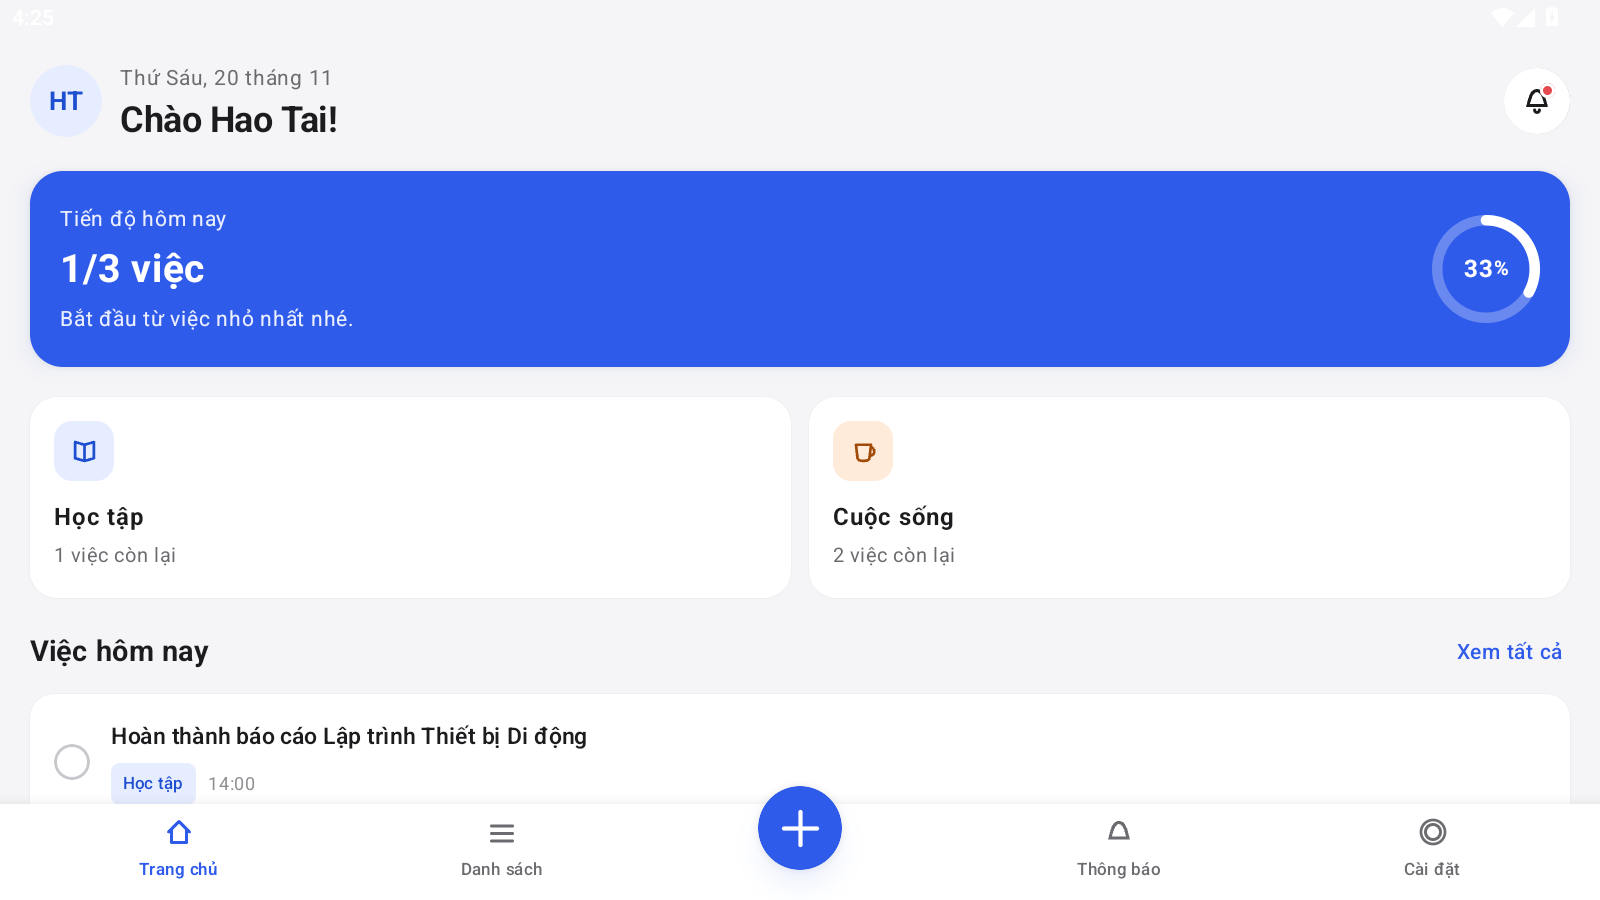 4:25
HT
Thứ Sáu, 20 tháng 11
Chào Hao Tai!
Tiến độ hôm nay
1/3 việc
Bắt đầu từ việc nhỏ nhất nhé.
33%
Học tập
1 việc còn lại
Cuộc sống
2 việc còn lại
Việc hôm nay
Xem tất cả
Hoàn thành báo cáo Lập trình Thiết bị Di động
Học tập 14:00
Trang chủ
Danh sách
Thông báo
Cài đặt